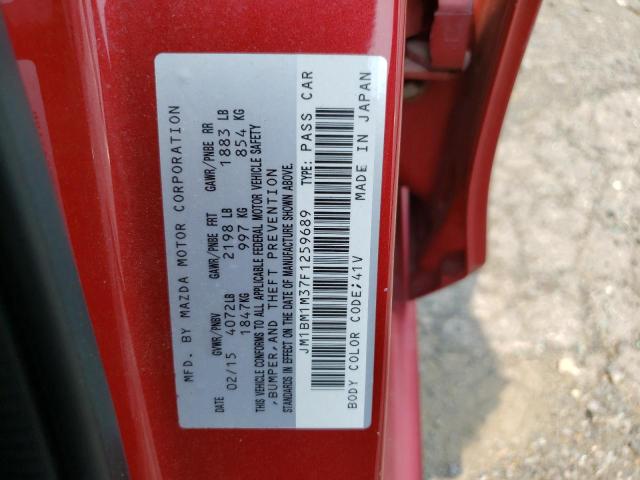 MFD. BY MAZDA MOTOR CORPORATION
DATE GVWR/PNBV GAWR/PNBE FRT GAWR/PNBE RR
02/15 4072LB 2198 LB 1883 LB
1847KG 997 KG 854 KG
THIS VEHICLE CONFORMS TO ALL APPLICABLE FEDERAL MOTOR VEHICLE SAFETY
,BUMPER,AND THEFT PREVENTION
STANDARDS IN EFFECT ON THE DATE OF MANUFACTURE SHOWN ABOVE.
JM1BM1M37F1259689 TYPE: PASS CAR
BODY COLOR CODE;41V MADE IN JAPAN